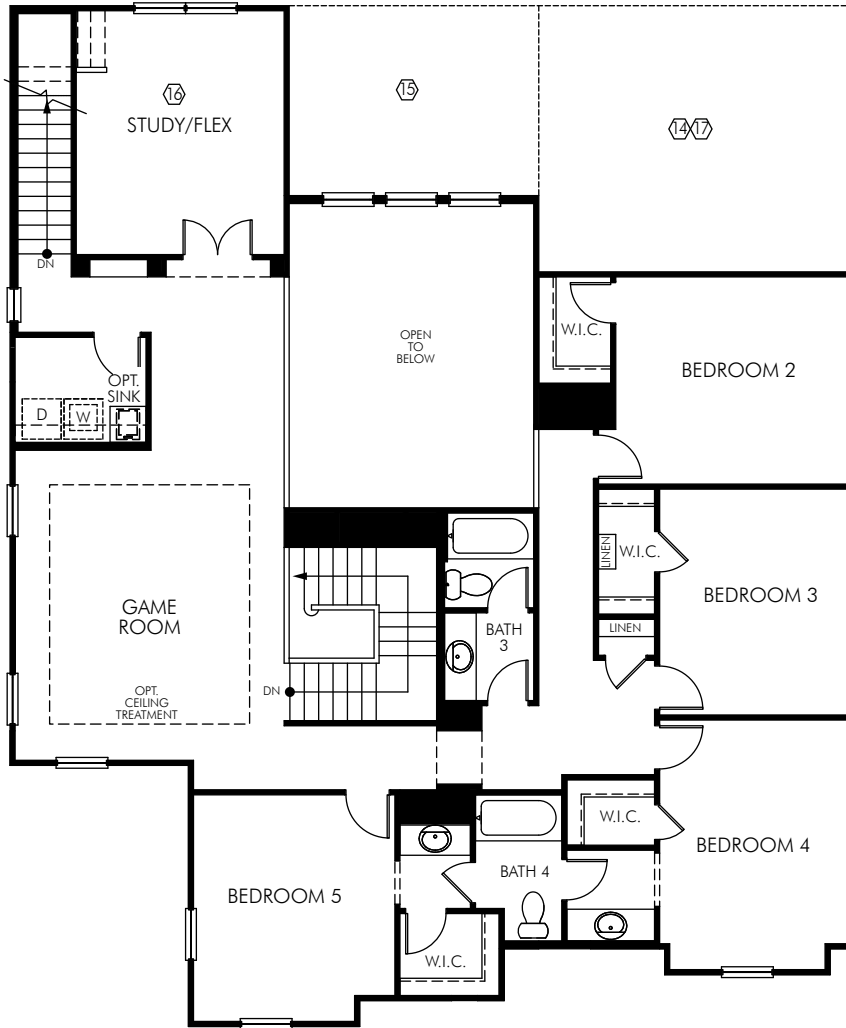 16
STUDY/FLEX
15
14 17
DN
OPT.
SINK
D
W
OPEN
TO
BELOW
W.I.C.
BEDROOM 2
LINEN
W.I.C.
BEDROOM 3
GAME
ROOM
LINEN
BATH
3
OPT.
CEILING
TREATMENT
DN
W.I.C.
BEDROOM 4
BATH 4
BEDROOM 5
W.I.C.